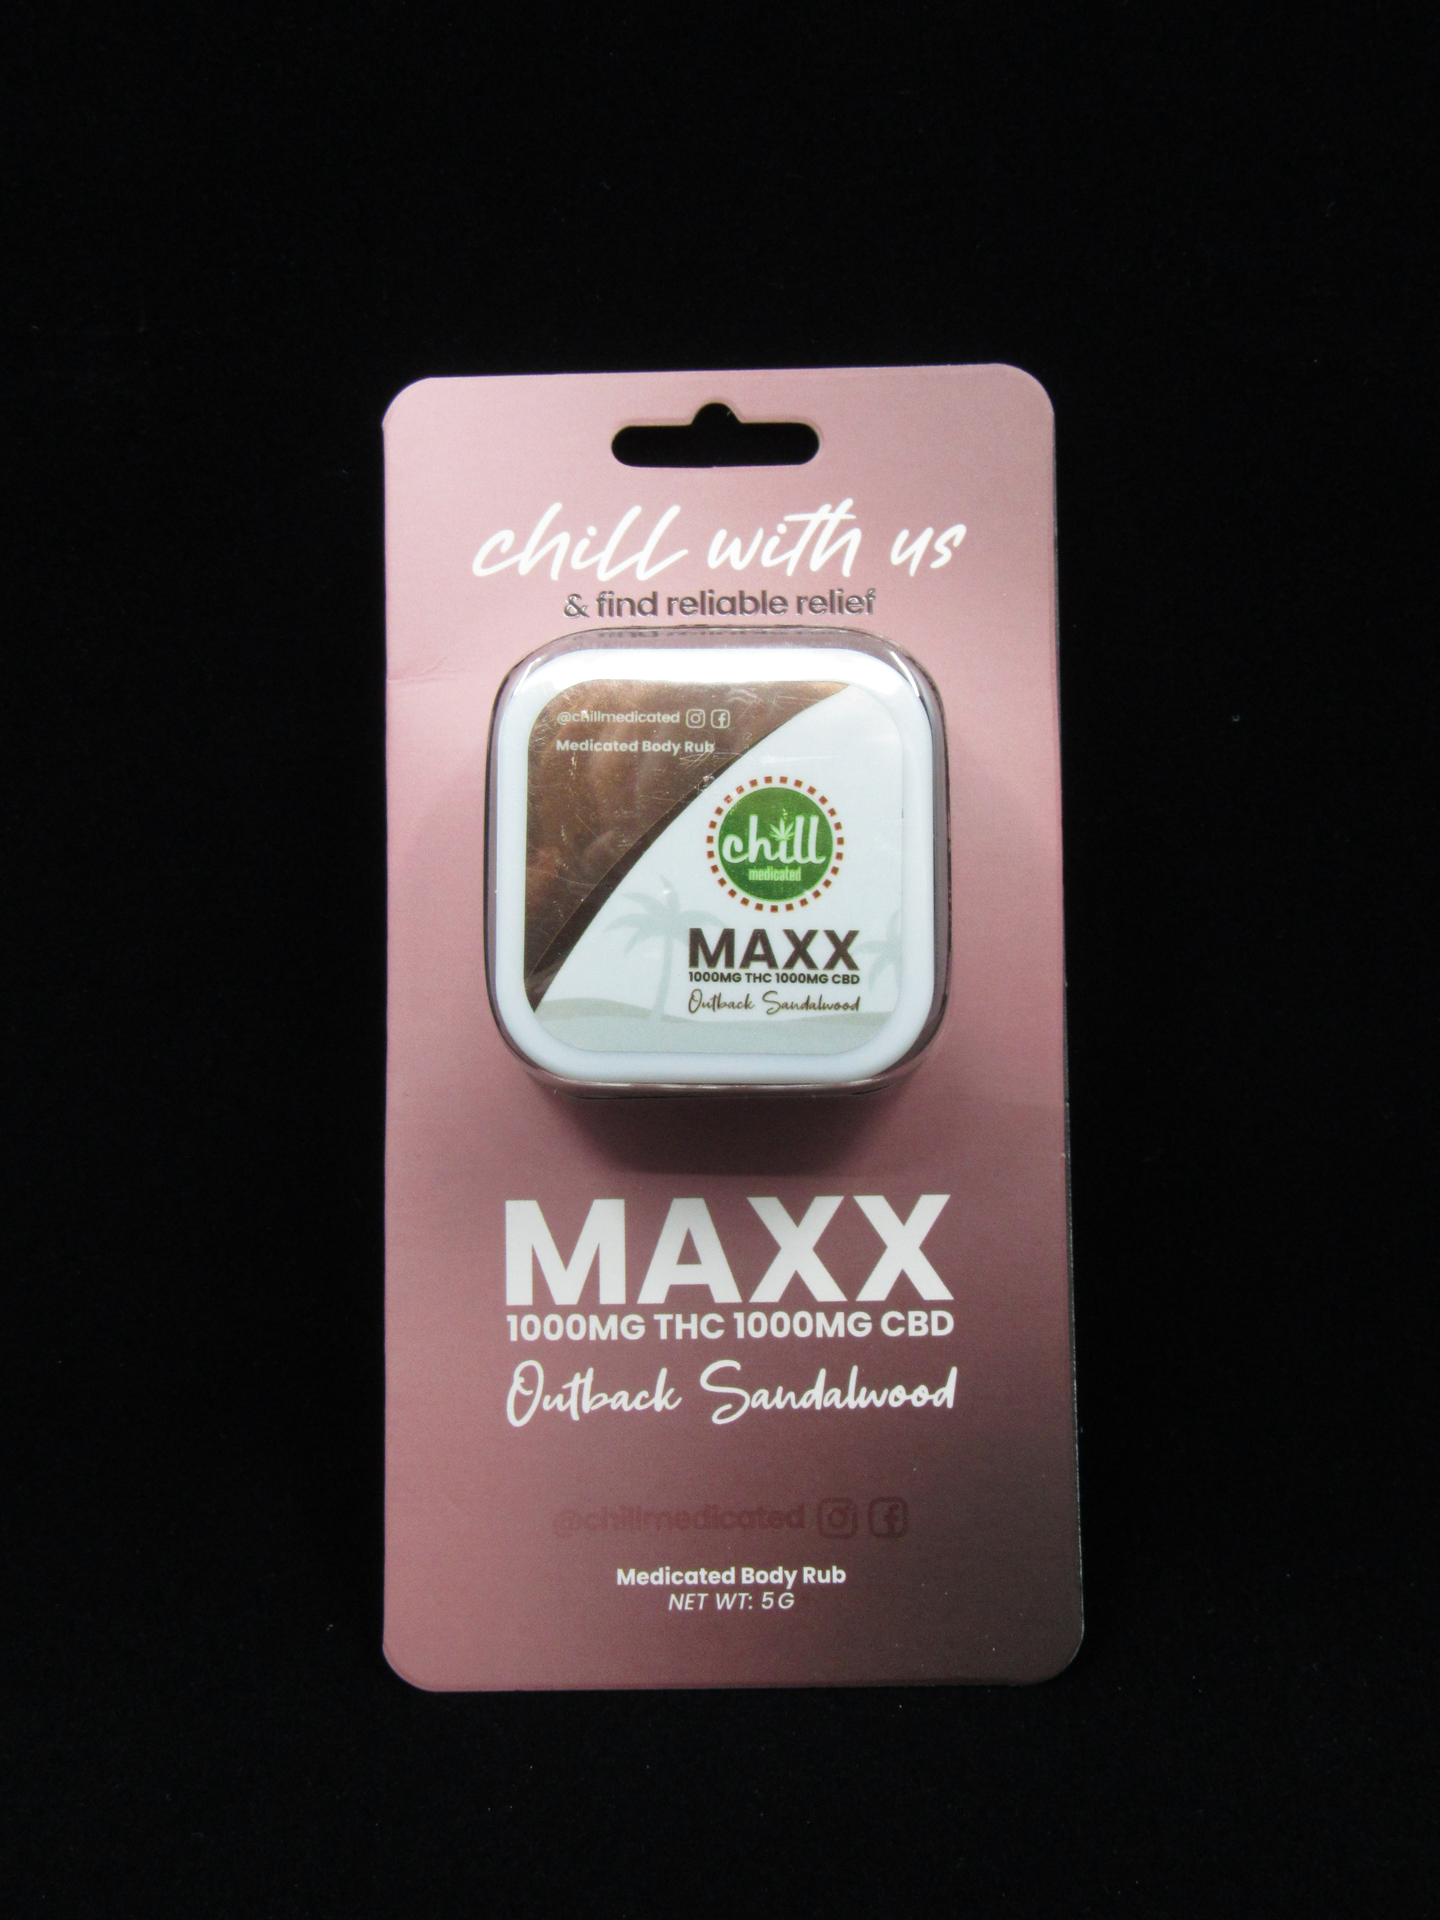 chill with us
& find reliable relief
@chillmedicated
Medicated Body Rub
chill
medicated
MAXX
1000MG THC 1000MG CBD
Outback Sandalwood
MAXX
1000MG THC 1000MG CBD
Outback Sandalwood
@chillmedicated
Medicated Body Rub
NET WT: 5G